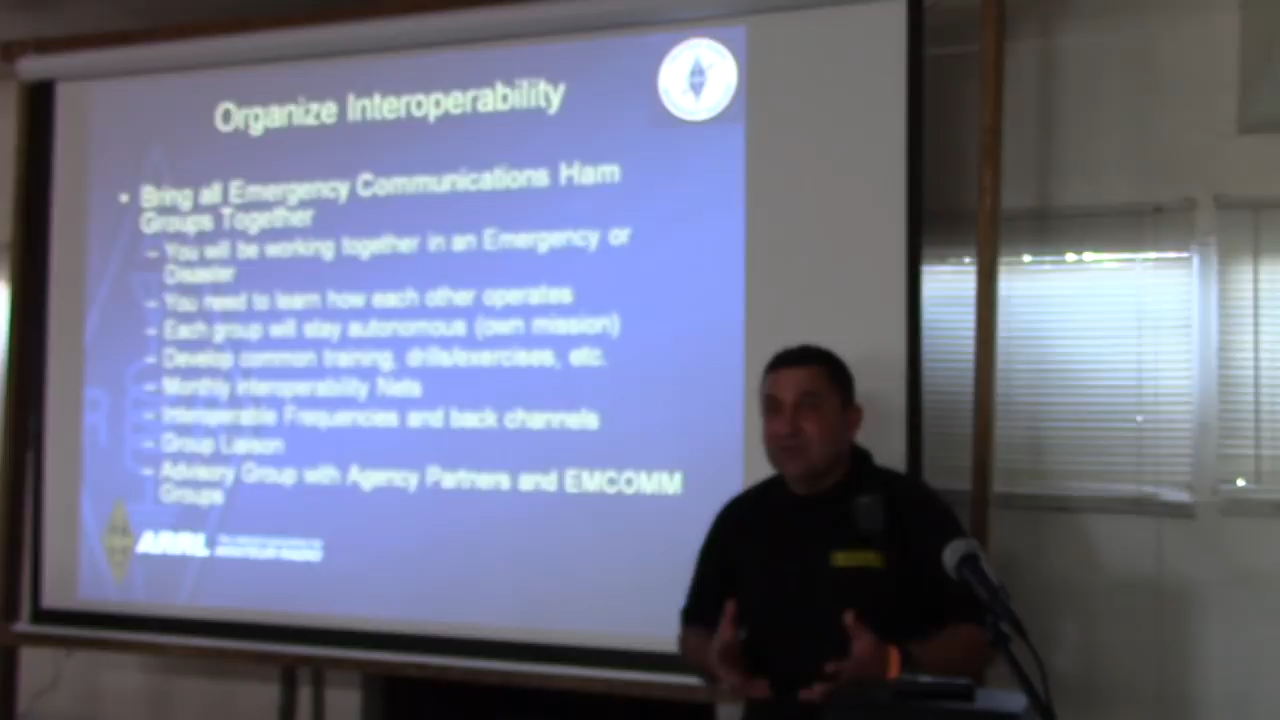 Organize Interoperability
• Bring all Emergency Communications Ham
Groups Together
– You will be working together in an Emergency or
Disaster
– You need to learn how each other operates
– Each group will stay autonomous (own mission)
– Develop common training, drills/exercises, etc.
– Monthly interoperability Nets
– Interoperable Frequencies and back channels
– Group Liaison
– Advisory Group with Agency Partners and EMCOMM
Groups
ARRL
AMATEUR RADIO